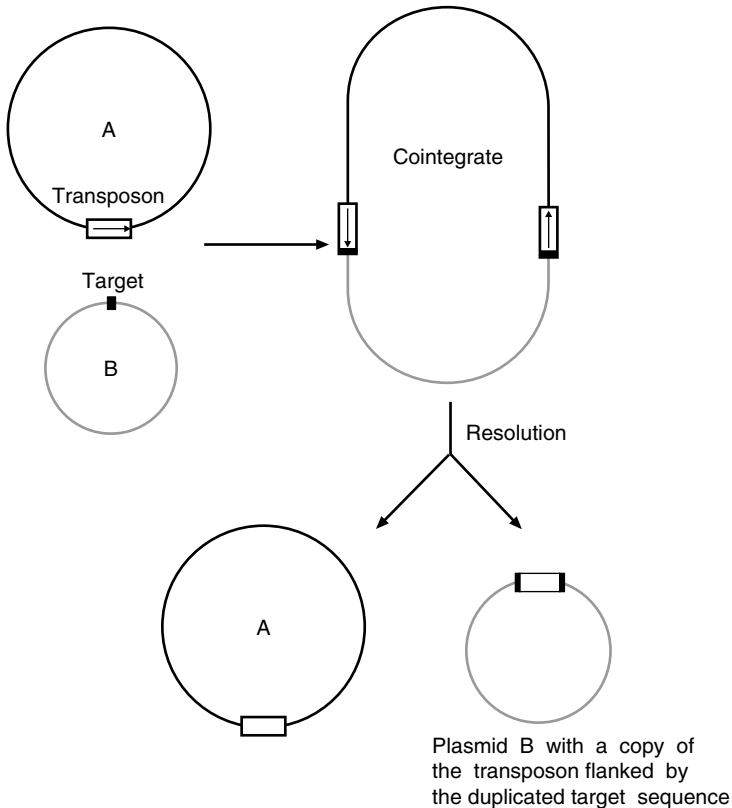 A
Transposon
Cointegrate
Target
B
Resolution
A
Plasmid B with a copy of
the transposon flanked by
the duplicated target sequence